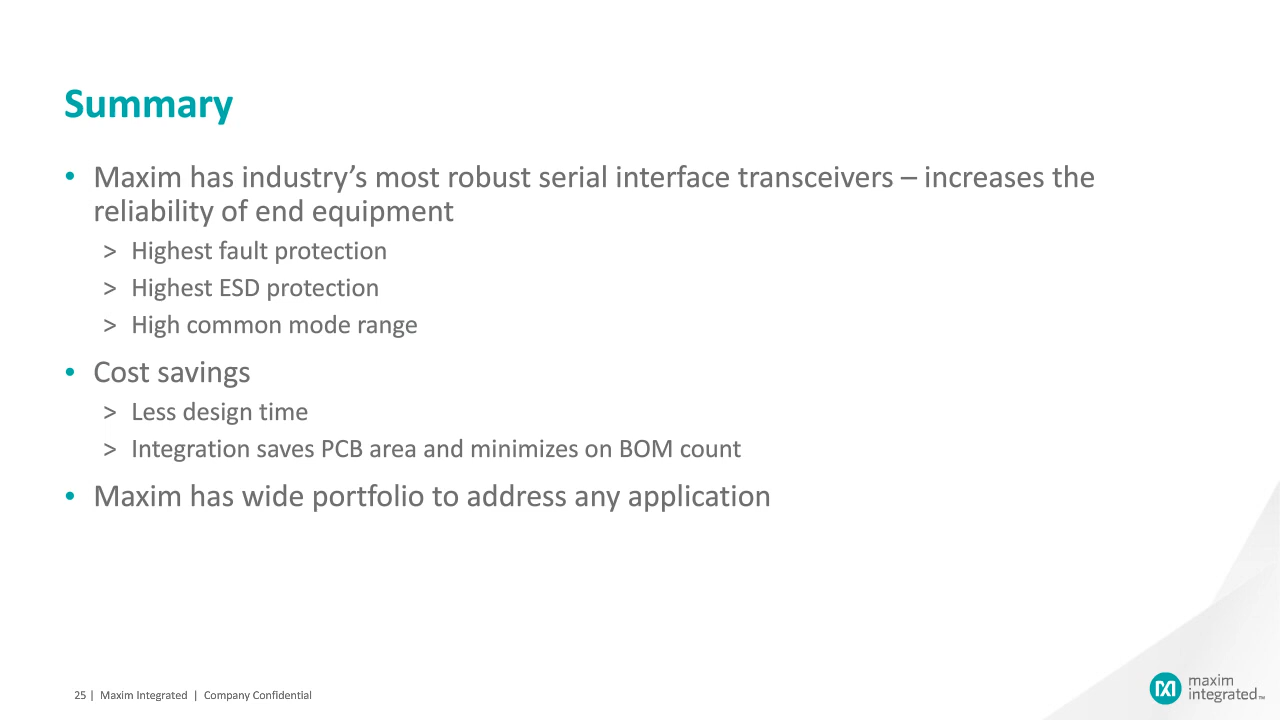 Summary
• Maxim has industry’s most robust serial interface transceivers – increases the
reliability of end equipment
> Highest fault protection
> Highest ESD protection
> High common mode range
• Cost savings
> Less design time
> Integration saves PCB area and minimizes on BOM count
• Maxim has wide portfolio to address any application
25 | Maxim Integrated | Company Confidential
maxim
integrated™